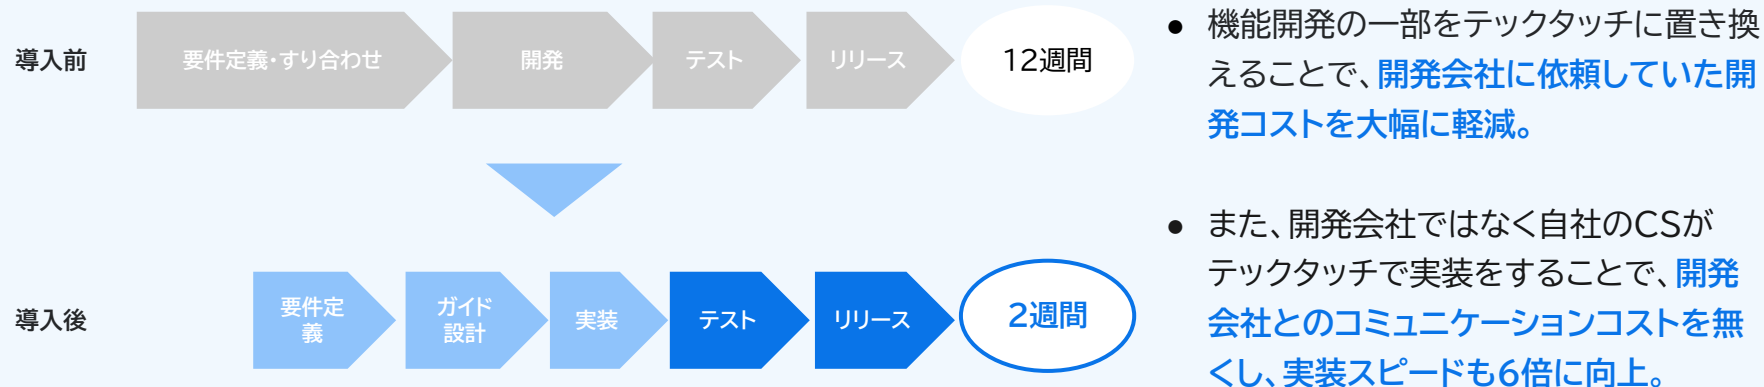 導入前
要件定義・すり合わせ
開発
テスト
リリース
12週間
導入後
要件定
義
ガイド
設計
実装
テスト
リリース
2週間
● 機能開発の一部をテックタッチに置き換
えることで、開発会社に依頼していた開
発コストを大幅に軽減。
● また、開発会社ではなく自社のCSが
テックタッチで実装をすることで、開発
会社とのコミュニケーションコストを無
くし、実装スピードも6倍に向上。